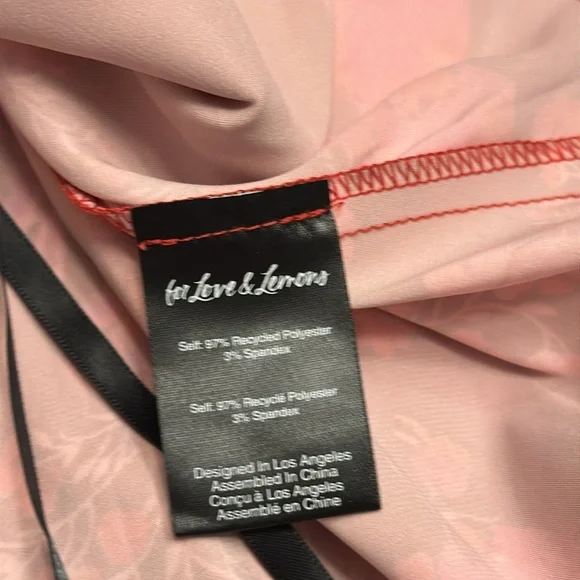 for Love & Lemons
Self: 97% Recycled Polyester
3% Spandex
Self: 97% Recyclé Polyester
3% Spandex
Designed In Los Angeles
Assembled In China
Conçu à Los Angeles
Assemblé en Chine